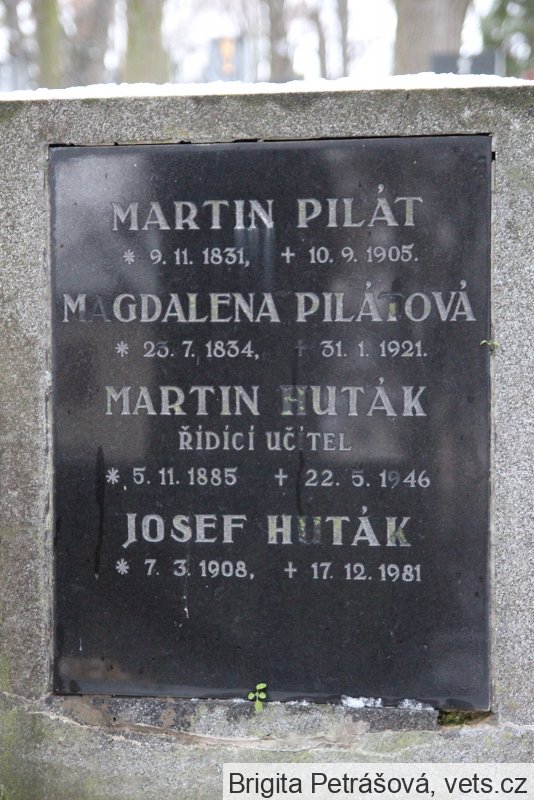 MARTIN PILÁT
* 9. 11. 1831, + 10. 9. 1905.
MAGDALENA PILÁTOVÁ
* 23. 7. 1834, + 31. 1. 1921.
MARTIN HUTÁK
ŘÍDÍCÍ UČITEL
* 5. 11. 1885 + 22. 5. 1946
JOSEF HUTÁK
* 7. 3. 1908, + 17. 12. 1981
Brigita Petrášová, vets.cz